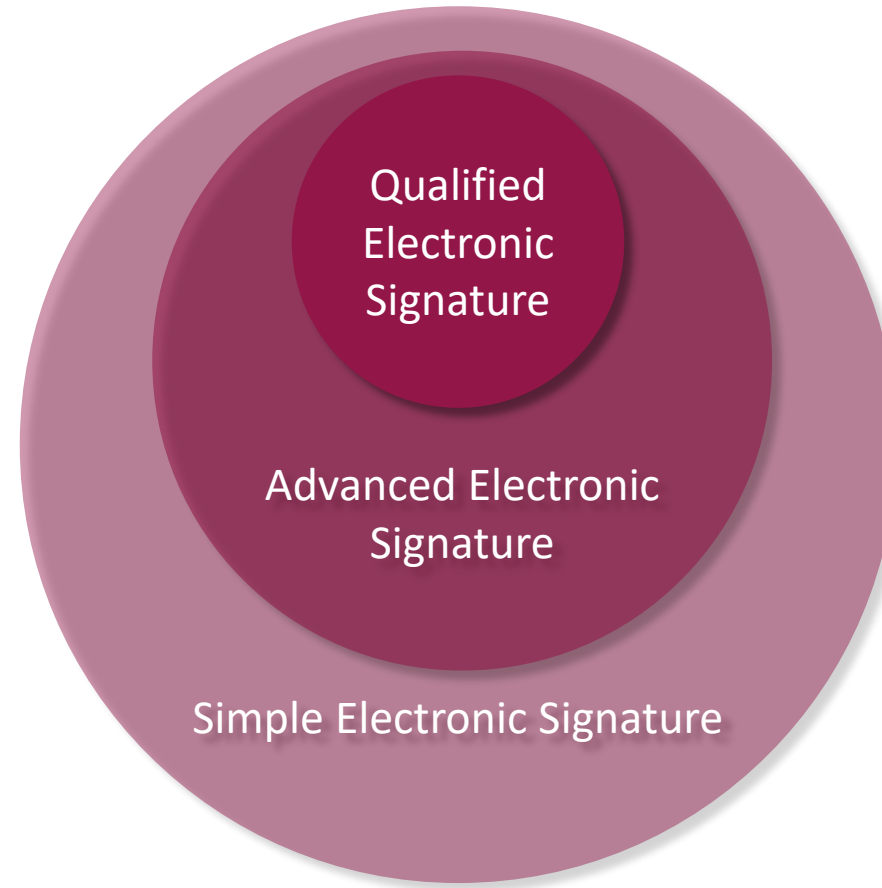 Qualified
Electronic
Signature
Advanced Electronic
Signature
Simple Electronic Signature